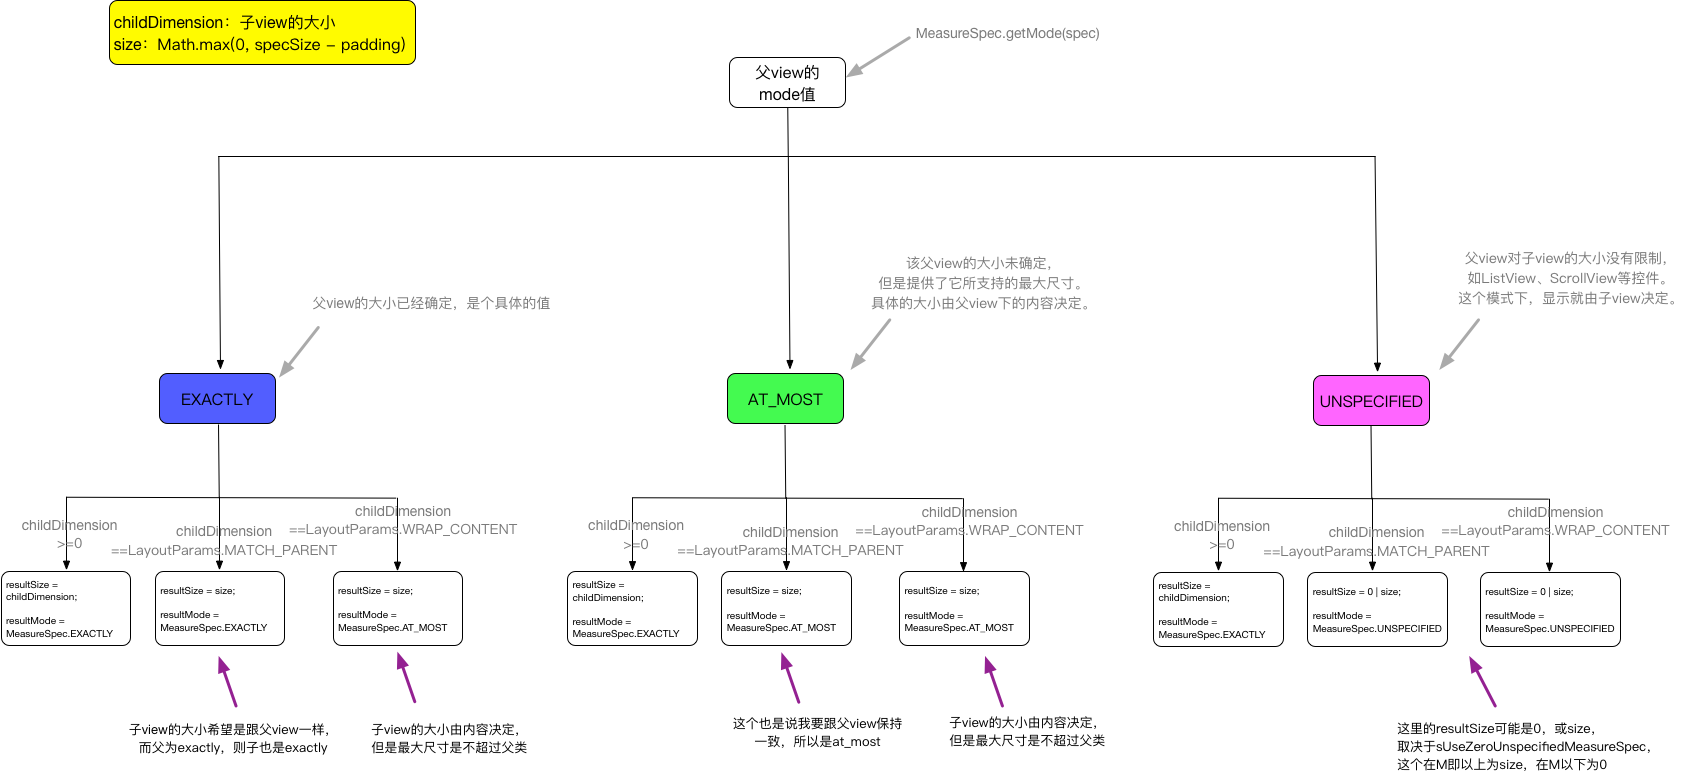 childDimension：子view的大小
size：Math.max(0, specSize - padding)
MeasureSpec.getMode(spec)
父view的
mode值
父view的大小已经确定，是个具体的值
该父view的大小未确定，
但是提供了它所支持的最大尺寸。
具体的大小由父view下的内容决定。
父view对子view的大小没有限制，
如ListView、ScrollView等控件。
这个模式下，显示就由子view决定。
EXACTLY
AT_MOST
UNSPECIFIED
childDimension
>=0
childDimension
==LayoutParams.MATCH_PARENT
childDimension
==LayoutParams.WRAP_CONTENT
childDimension
>=0
childDimension
==LayoutParams.MATCH_PARENT
childDimension
==LayoutParams.WRAP_CONTENT
childDimension
>=0
childDimension
==LayoutParams.MATCH_PARENT
childDimension
==LayoutParams.WRAP_CONTENT
resultSize =
childDimension;
resultMode =
MeasureSpec.EXACTLY
resultSize = size;
resultMode =
MeasureSpec.EXACTLY
resultSize = size;
resultMode =
MeasureSpec.AT_MOST
resultSize =
childDimension;
resultMode =
MeasureSpec.EXACTLY
resultSize = size;
resultMode =
MeasureSpec.AT_MOST
resultSize = size;
resultMode =
MeasureSpec.AT_MOST
resultSize =
childDimension;
resultMode =
MeasureSpec.EXACTLY
resultSize = 0 | size;
resultMode =
MeasureSpec.UNSPECIFIED
resultSize = 0 | size;
resultMode =
MeasureSpec.UNSPECIFIED
子view的大小希望是跟父view一样，
而父为exactly，则子也是exactly
子view的大小由内容决定，
但是最大尺寸是不超过父类
这个也是说我要跟父view保持
一致，所以是at_most
子view的大小由内容决定，
但是最大尺寸是不超过父类
这里的resultSize可能是0，或size，
取决于sUseZeroUnspecifiedMeasureSpec，
这个在M即以上为size，在M以下为0